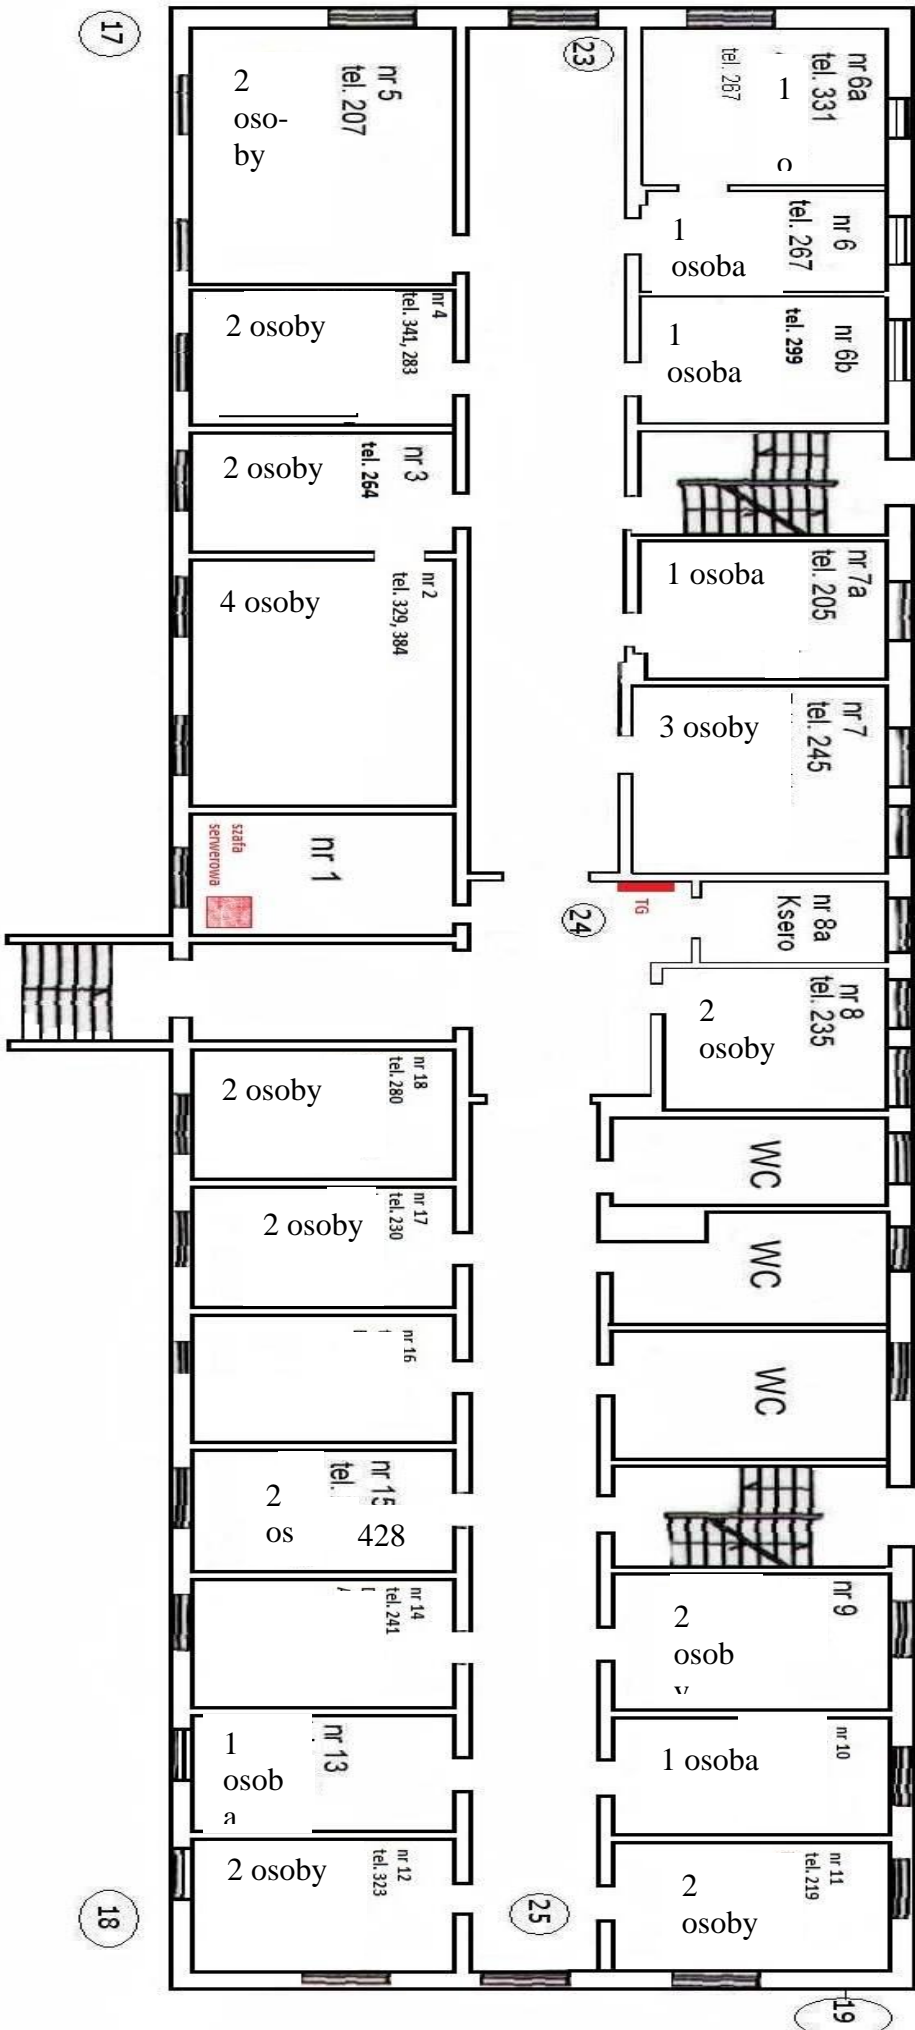 17
23
nr 5
tel. 207
2
oso-
by
nr 6a
tel. 331
tel. 267
1
o
nr 6
tel. 267
1
osoba
nr 4
tel. 341, 283
2 osoby
nr 6b
tel. 299
1
osoba
nr 3
tel. 264
2 osoby
nr 2
tel. 329, 384
4 osoby
nr 7a
tel. 205
1 osoba
nr 7
tel. 245
3 osoby
nr 1
szafa
serwerowa
TG
24
nr 8a
Ksero
nr 8
tel. 235
2
osoby
nr 18
tel. 280
2 osoby
WC
nr 17
tel. 230
2 osoby
WC
nr 16
WC
nr 15
tel.
428
2
os
nr 14
tel. 241
nr 9
2
osob
y
nr 13
1
osob
a
nr 10
1 osoba
nr 12
tel. 323
2 osoby
nr 11
tel. 219
2
osoby
18
25
19